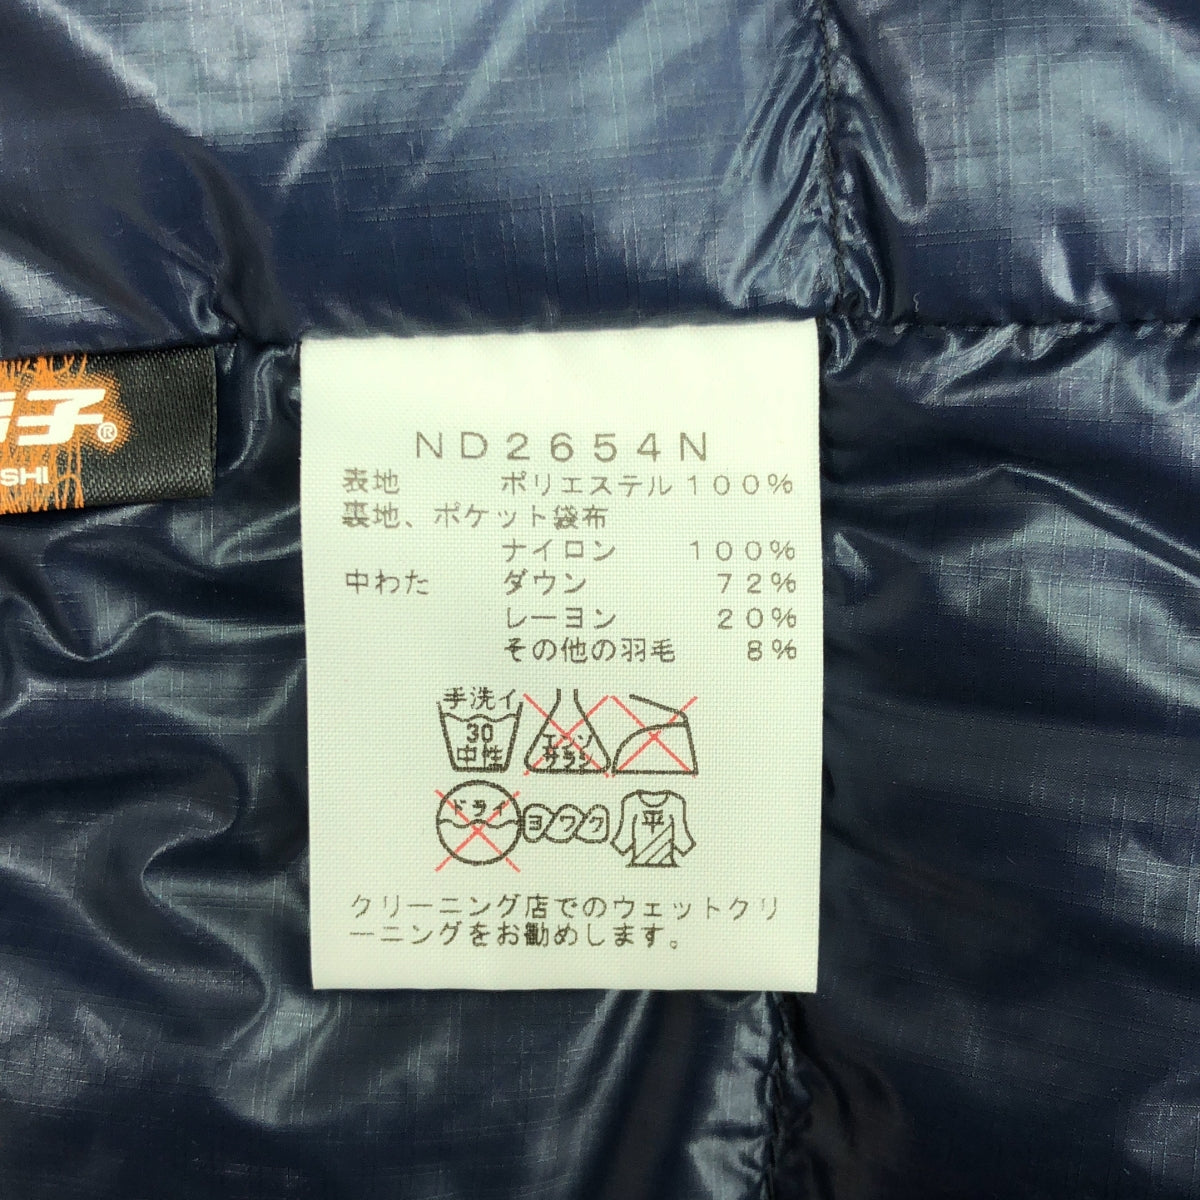 子®
SHI
ND2654N
表地 ポリエステル 100%
裏地、ポケット袋布
ナイロン 100%
中わた ダウン 72%
レーヨン 20%
その他の羽毛 8%
手洗イ
30
中性
エンソ
サラシ
ドライ
ヨワク
平
クリーニング店でのウェットクリ
ーニングをお勧めします。